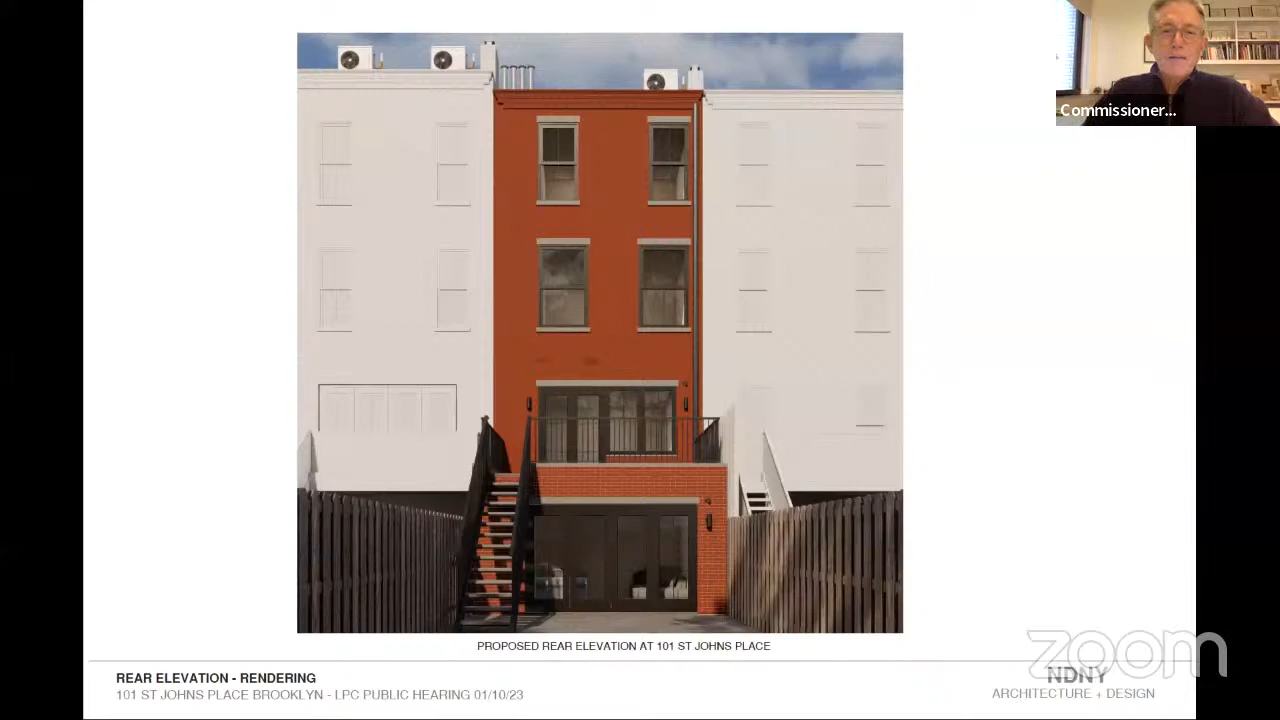 Commissioner...
PROPOSED REAR ELEVATION AT 101 ST JOHNS PLACE
REAR ELEVATION - RENDERING
101 ST JOHNS PLACE BROOKLYN - LPC PUBLIC HEARING 01/10/23
zoom
NDNY
ARCHITECTURE + DESIGN